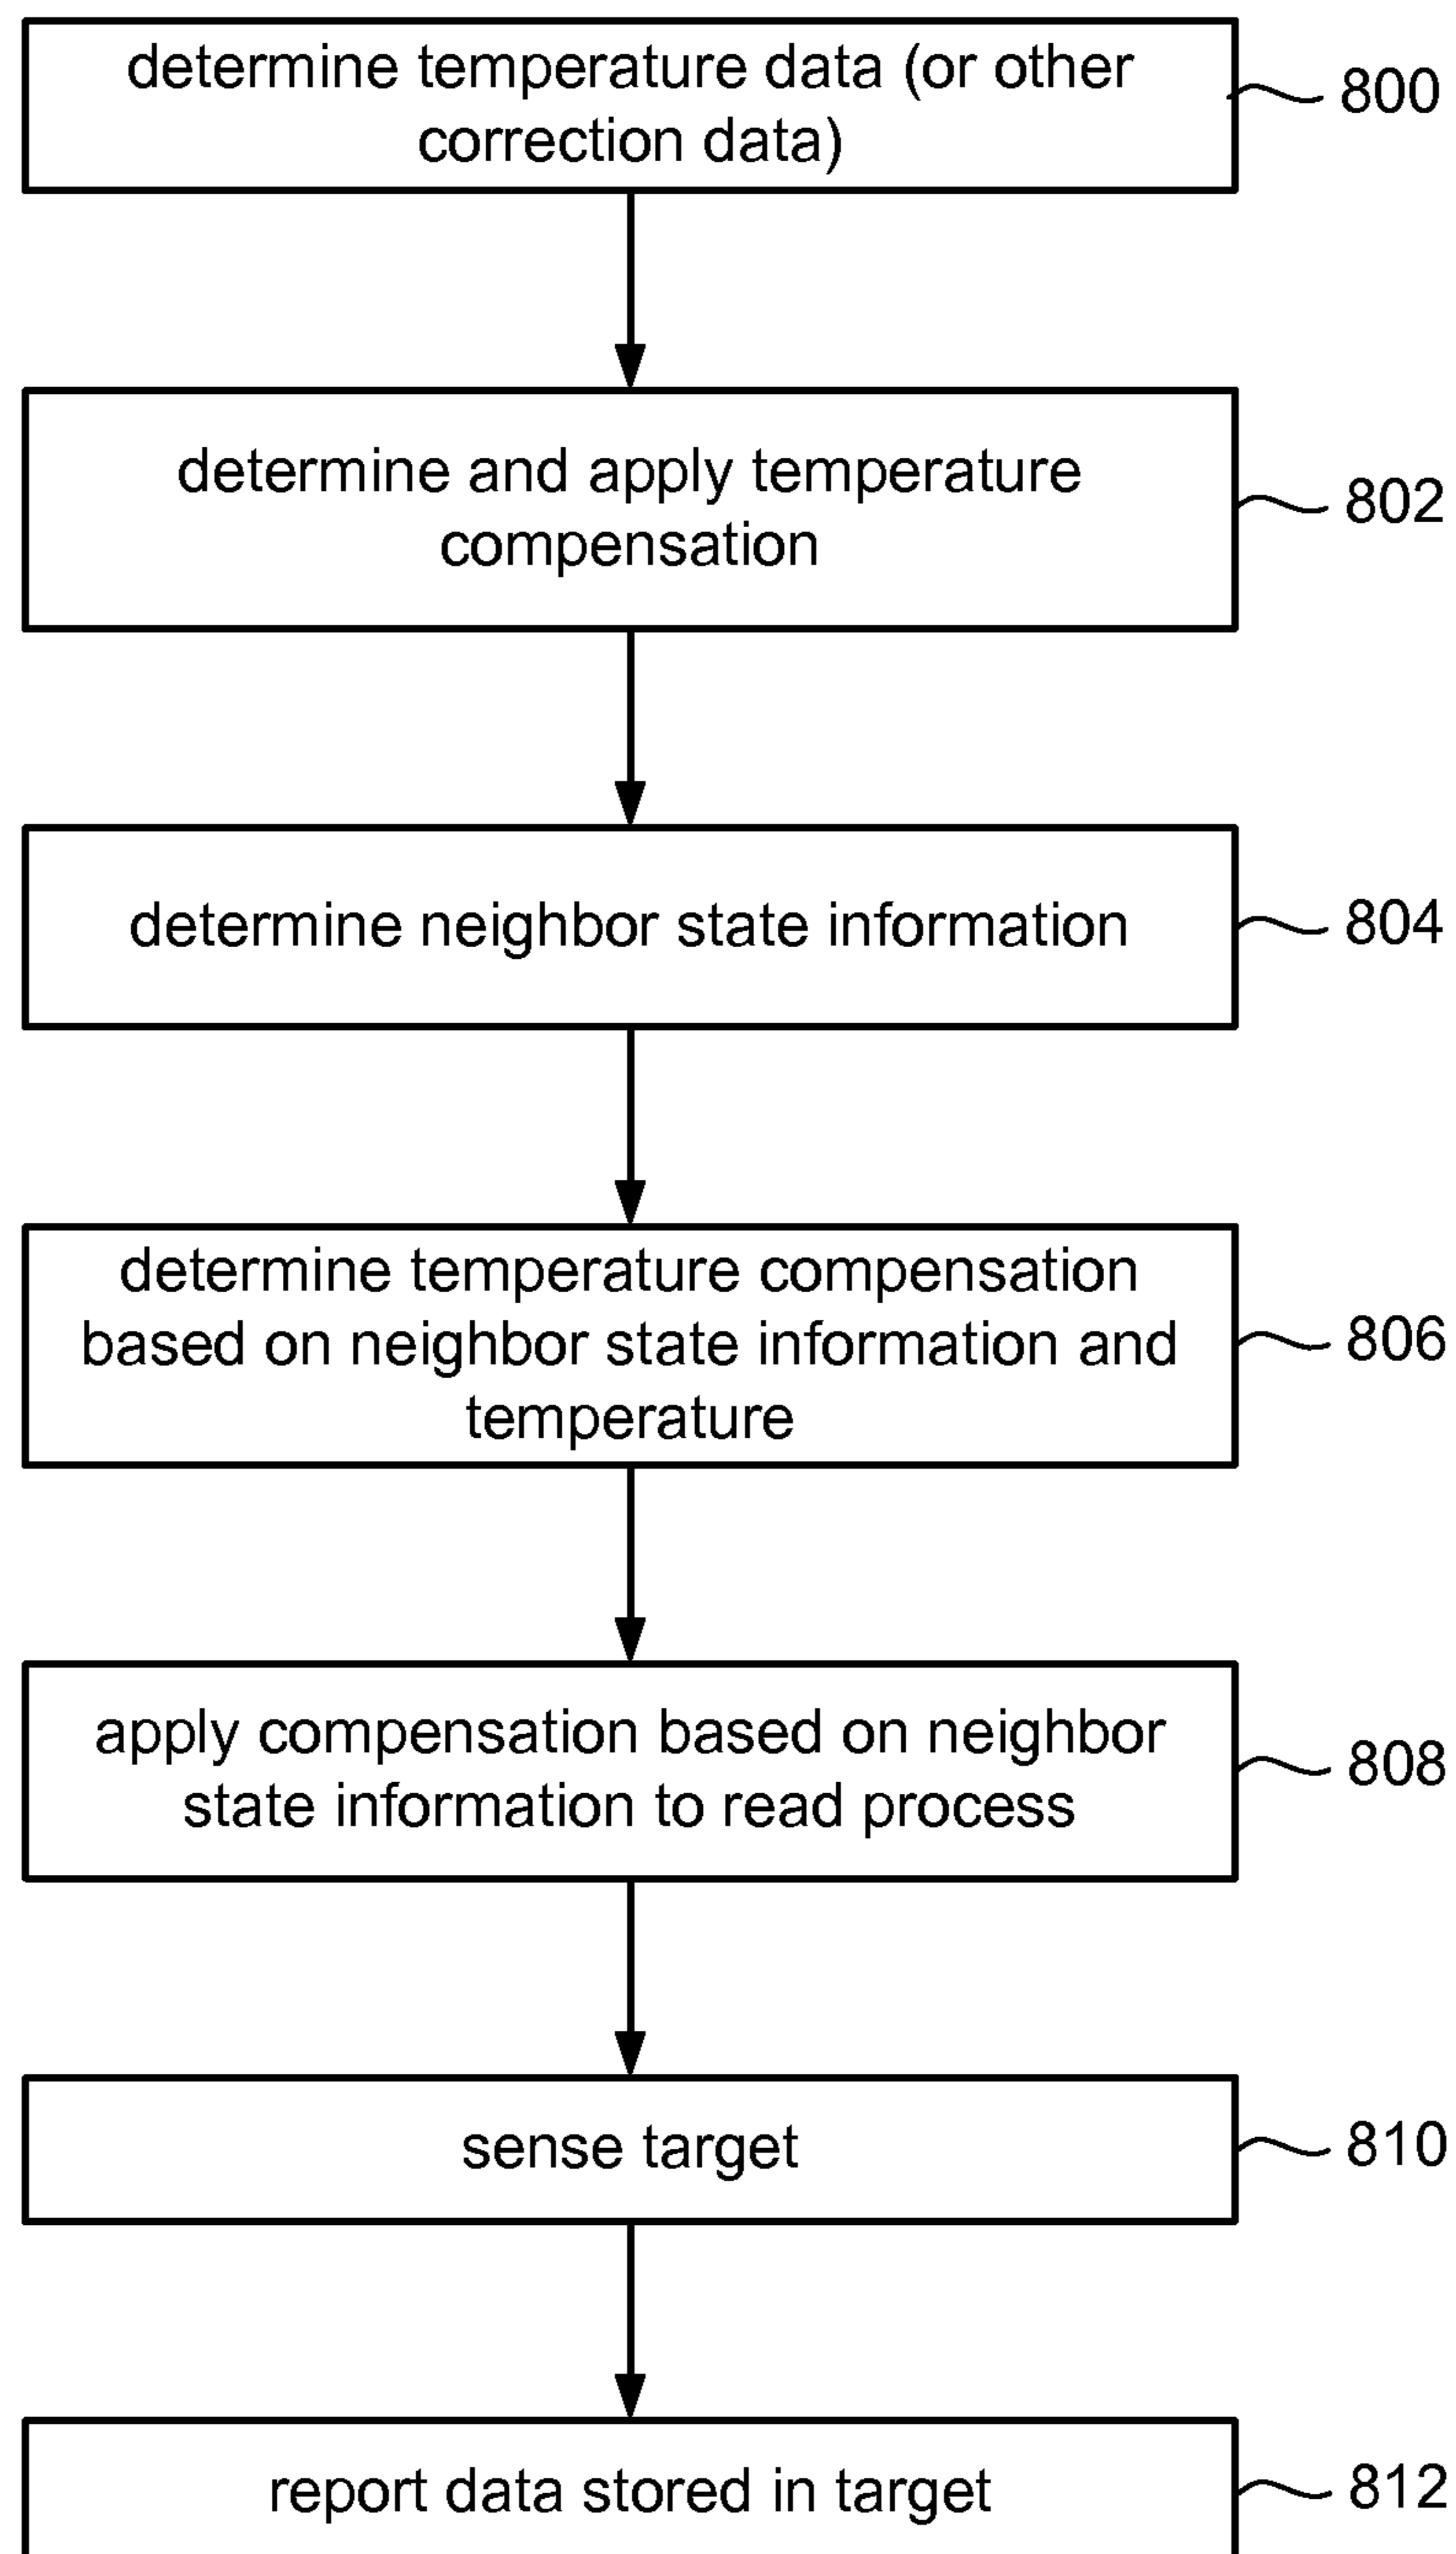 determine temperature data (or other
correction data)
800
determine and apply temperature
compensation
802
determine neighbor state information
804
determine temperature compensation
based on neighbor state information and
temperature
806
apply compensation based on neighbor
state information to read process
808
sense target
810
report data stored in target
812